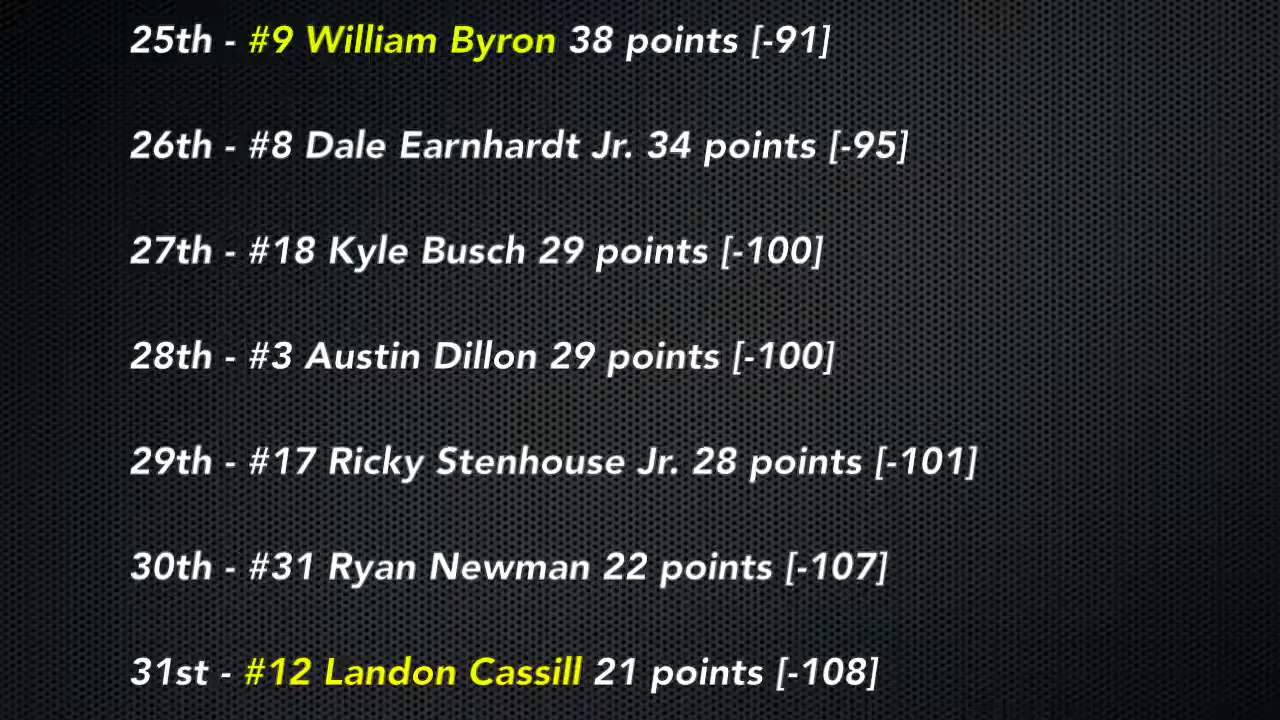 25th - #9 William Byron 38 points [-91]
26th - #8 Dale Earnhardt Jr. 34 points [-95]
27th - #18 Kyle Busch 29 points [-100]
28th - #3 Austin Dillon 29 points [-100]
29th - #17 Ricky Stenhouse Jr. 28 points [-101]
30th - #31 Ryan Newman 22 points [-107]
31st - #12 Landon Cassill 21 points [-108]